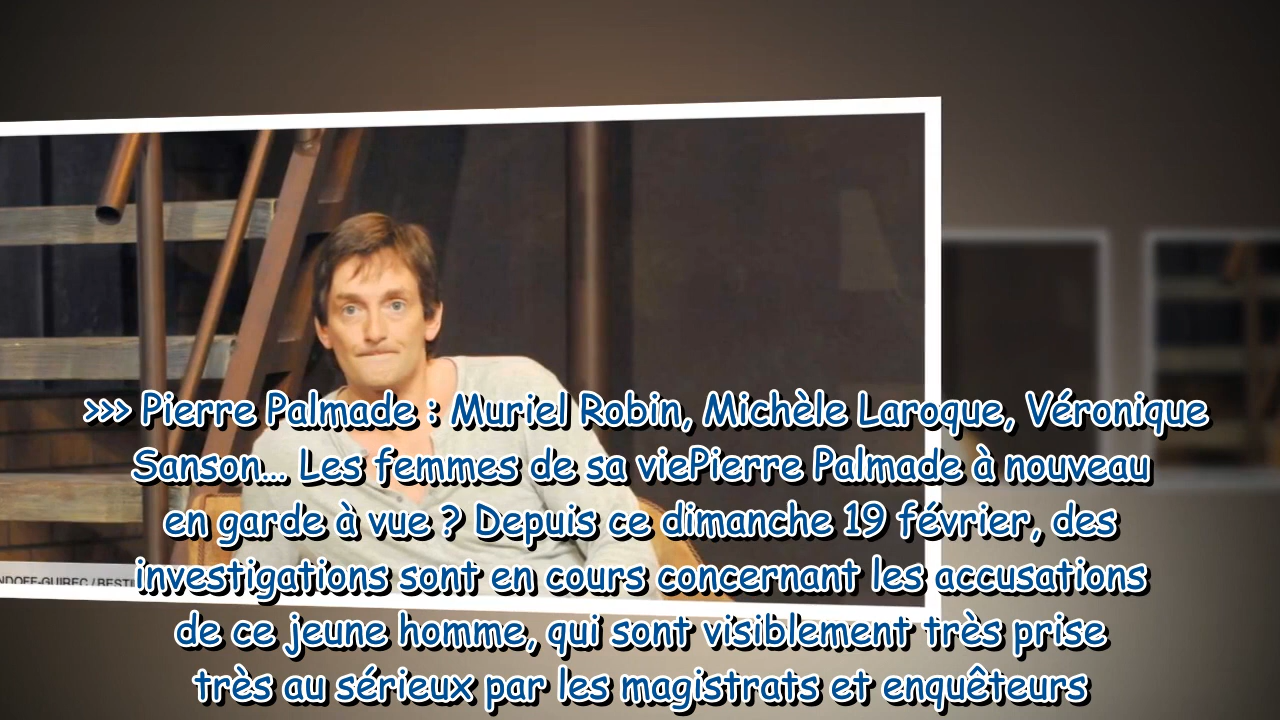 >>> Pierre Palmade : Muriel Robin, Michèle Laroque, Véronique
Sanson... Les femmes de sa viePierre Palmade à nouveau
en garde à vue ? Depuis ce dimanche 19 février, des
investigations sont en cours concernant les accusations
de ce jeune homme, qui sont visiblement très prise
très au sérieux par les magistrats et enquêteurs